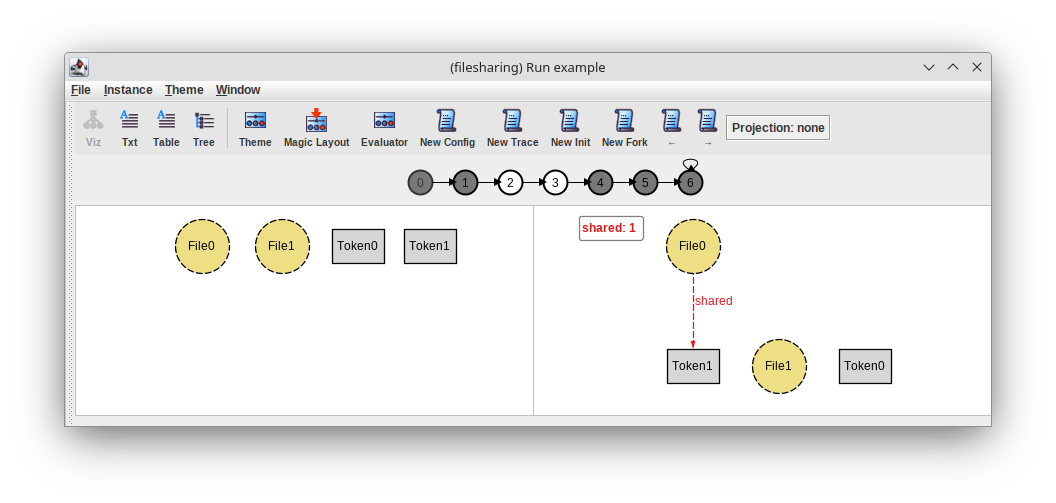 (filesharing) Run example
File Instance Theme Window
Viz Txt Table Tree Theme Magic Layout Evaluator New Config New Trace New Init New Fork ← → Projection: none
0 1 2 3 4 5 6
File0 File1 Token0 Token1
shared: 1 File0
shared
Token1 File1 Token0